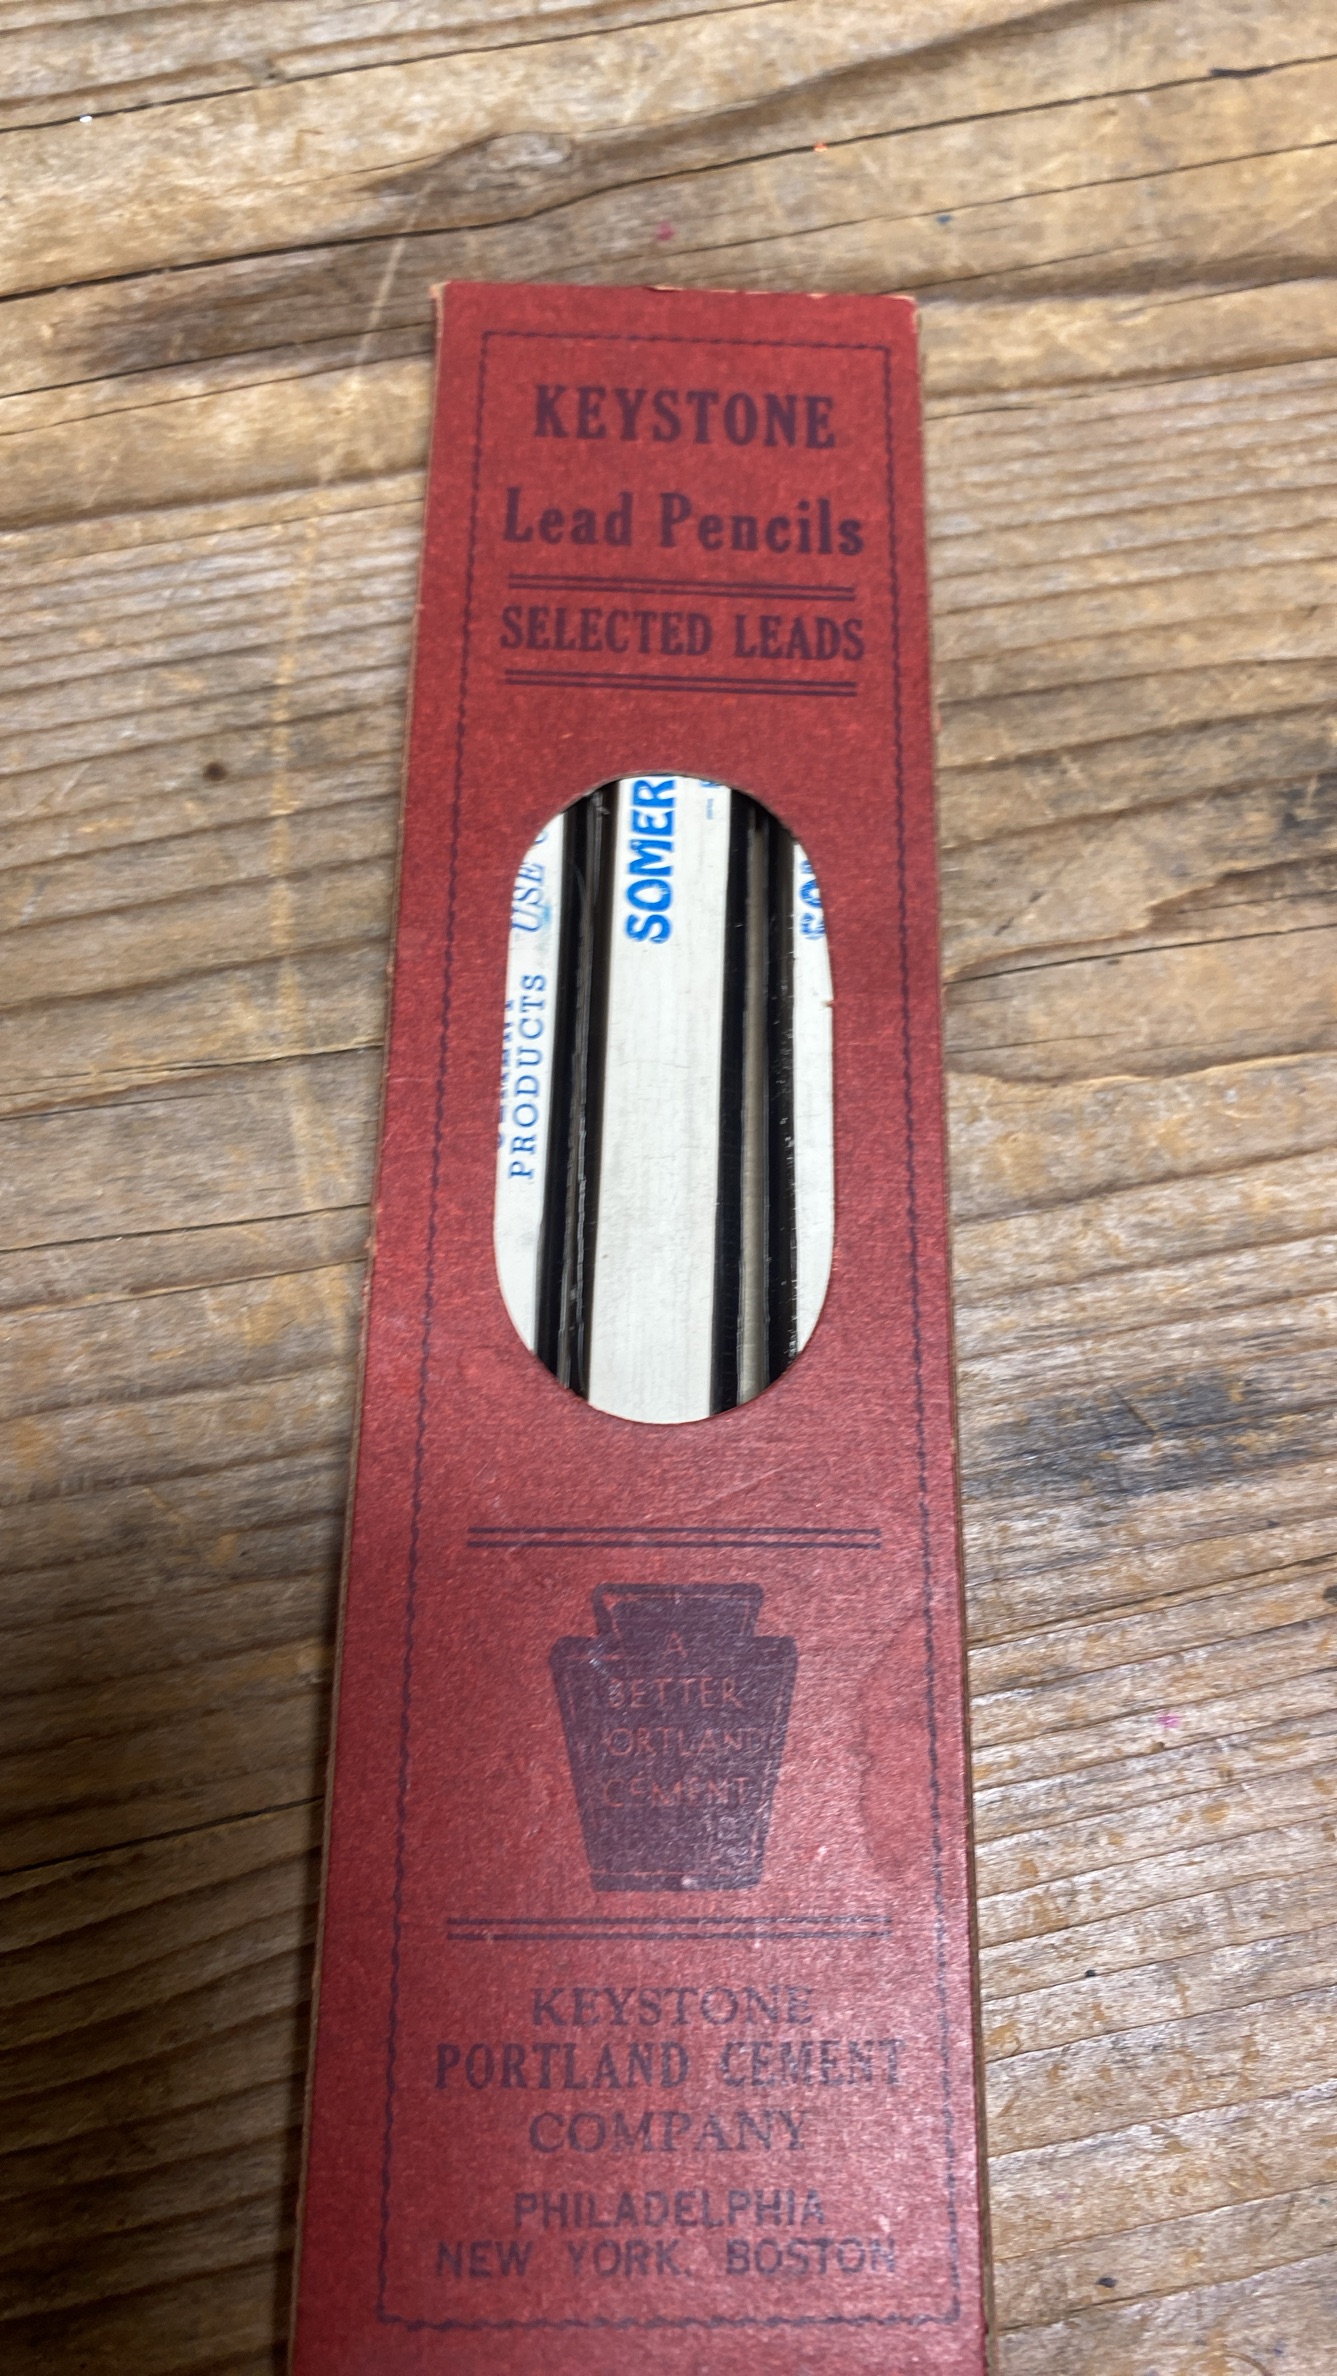 KEYSTONE
Lead Pencils
SELECTED LEADS
USE
PRODUCTS
SOMER
A
BETTER
PORTLAND
CEMENT
KEYSTONE
PORTLAND CEMENT
COMPANY
PHILADELPHIA
NEW YORK. BOSTON